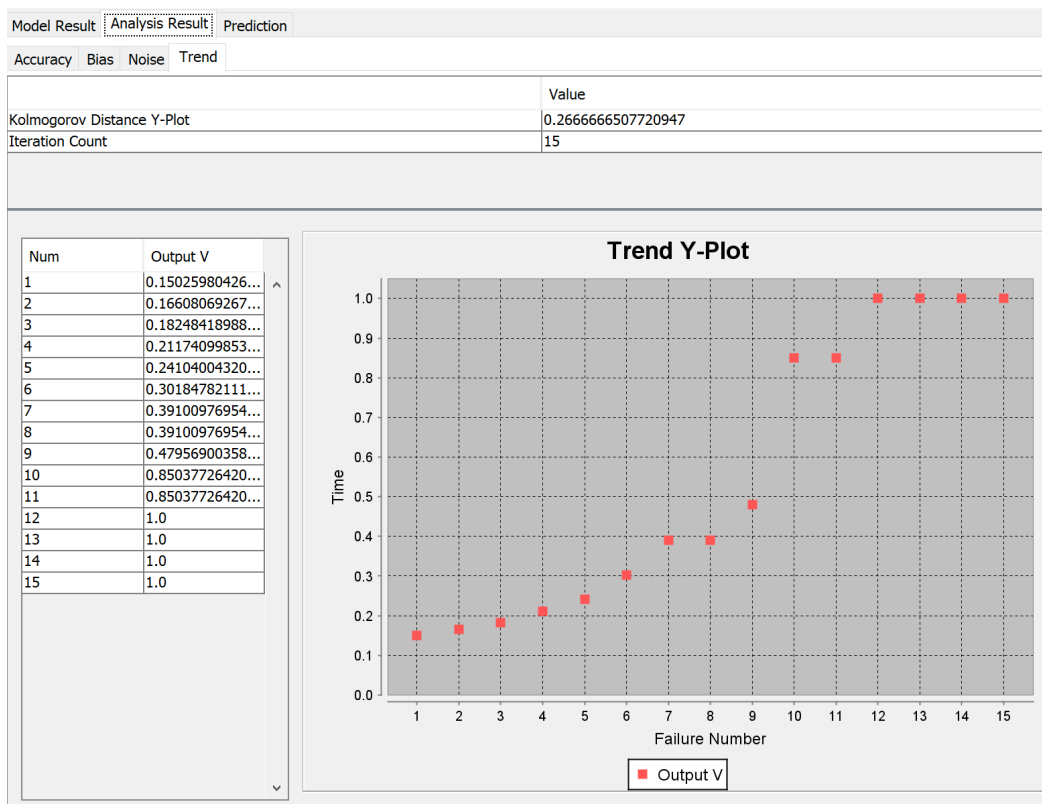 Model Result Analysis Result Prediction
Accuracy Bias Noise Trend
Value
Kolmogorov Distance Y-Plot 0.2666666507720947
Iteration Count 15
Num Output V
1 0.15025980426...
2 0.16608069267...
3 0.18248418988...
4 0.21174099853...
5 0.24104004320...
6 0.30184782111...
7 0.39100976954...
8 0.39100976954...
9 0.47956900358...
10 0.85037726420...
11 0.85037726420...
12 1.0
13 1.0
14 1.0
15 1.0
Trend Y-Plot
1.0
0.9
0.8
0.7
0.6
0.5
0.4
0.3
0.2
0.1
0.0
Time
1 2 3 4 5 6 7 8 9 10 11 12 13 14 15
Failure Number
Output V